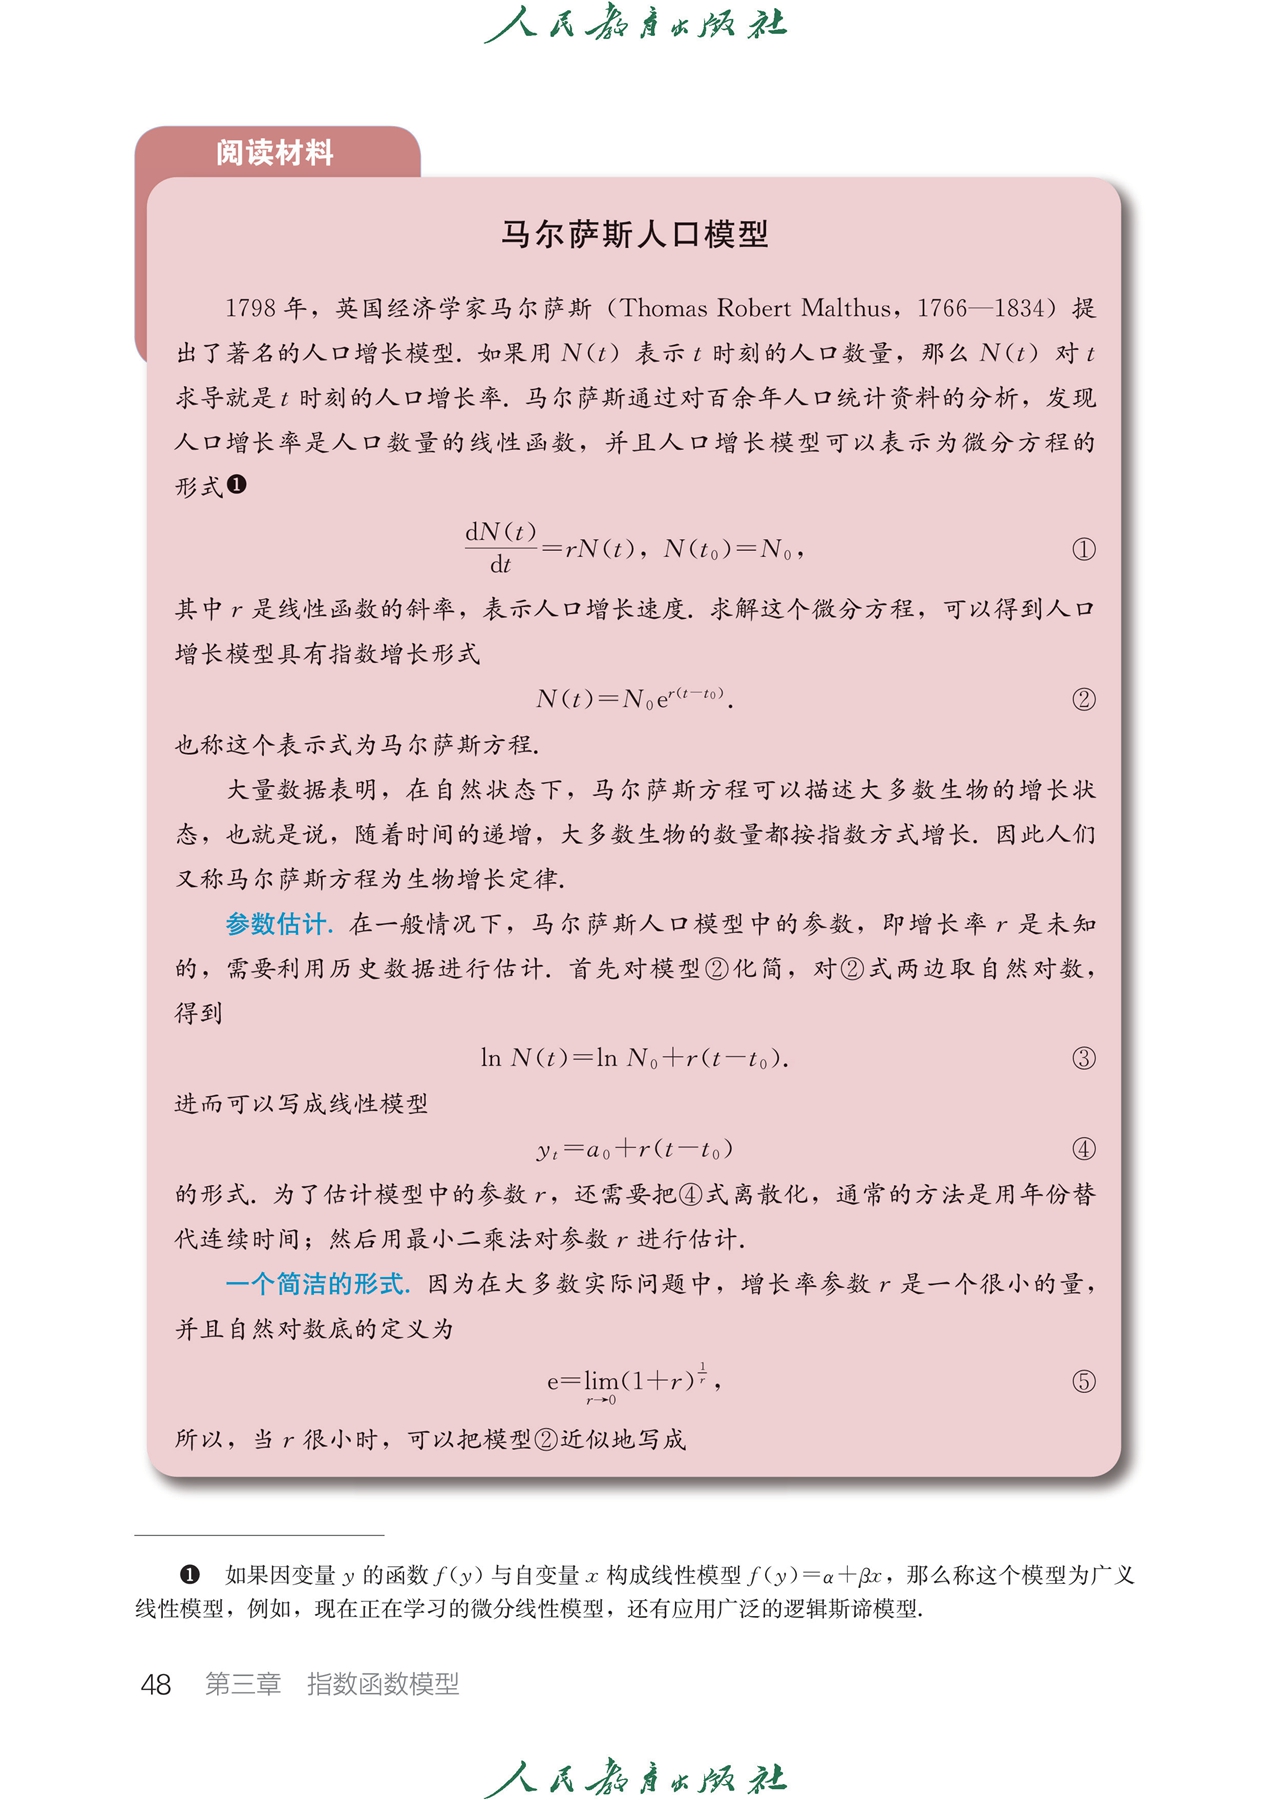 人民教育出版社
阅读材料
马尔萨斯人口模型
1798 年，英国经济学家马尔萨斯（Thomas Robert Malthus，1766—1834）提
出了著名的人口增长模型. 如果用 N(t) 表示 t 时刻的人口数量，那么 N(t) 对 t
求导就是 t 时刻的人口增长率. 马尔萨斯通过对百余年人口统计资料的分析，发现
人口增长率是人口数量的线性函数，并且人口增长模型可以表示为微分方程的
形式❶
dN(t)/dt=rN(t)，N(t₀)=N₀， ①
其中 r 是线性函数的斜率，表示人口增长速度. 求解这个微分方程，可以得到人口
增长模型具有指数增长形式
N(t)=N₀e^{r(t−t₀)}. ②
也称这个表示式为马尔萨斯方程.
大量数据表明，在自然状态下，马尔萨斯方程可以描述大多数生物的增长状
态，也就是说，随着时间的递增，大多数生物的数量都按指数方式增长. 因此人们
又称马尔萨斯方程为生物增长定律.
参数估计. 在一般情况下，马尔萨斯人口模型中的参数，即增长率 r 是未知
的，需要利用历史数据进行估计. 首先对模型②化简，对②式两边取自然对数，
得到
ln N(t)=ln N₀+r(t−t₀). ③
进而可以写成线性模型
yₜ=a₀+r(t−t₀) ④
的形式. 为了估计模型中的参数 r，还需要把④式离散化，通常的方法是用年份替
代连续时间；然后用最小二乘法对参数 r 进行估计.
一个简洁的形式. 因为在大多数实际问题中，增长率参数 r 是一个很小的量，
并且自然对数底的定义为
e=lim_{r→0}(1+r)^{1/r}， ⑤
所以，当 r 很小时，可以把模型②近似地写成
❶ 如果因变量 y 的函数 f(y) 与自变量 x 构成线性模型 f(y)=α+βx，那么称这个模型为广义
线性模型，例如，现在正在学习的微分线性模型，还有应用广泛的逻辑斯谛模型.
48 第三章 指数函数模型
人民教育出版社